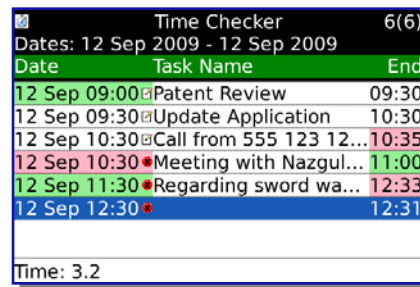 Time Checker 6(6)
Dates: 12 Sep 2009 - 12 Sep 2009
Date Task Name End
12 Sep 09:00 Patent Review 09:30
12 Sep 09:30 Update Application 10:30
12 Sep 10:30 Call from 555 123 12... 10:35
12 Sep 10:30 Meeting with Nazgul... 11:00
12 Sep 11:30 Regarding sword wa... 12:33
12 Sep 12:30 12:31
Time: 3.2